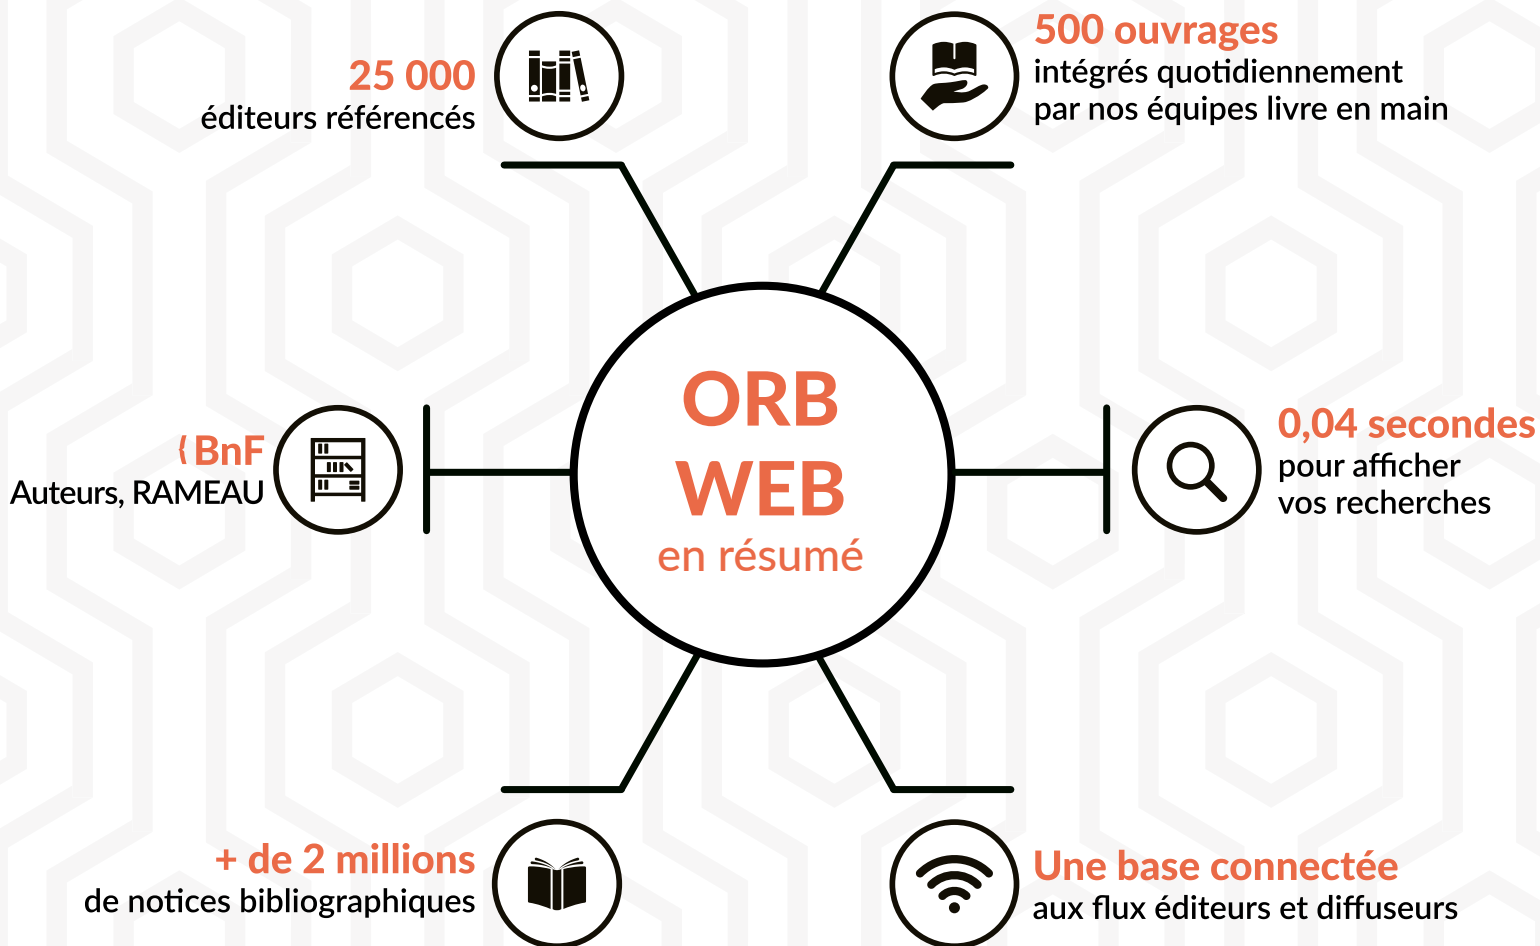 25 000
éditeurs référencés
500 ouvrages
intégrés quotidiennement
par nos équipes livre en main
BnF
Auteurs, RAMEAU
ORB
WEB
en résumé
0,04 secondes
pour afficher
vos recherches
+ de 2 millions
de notices bibliographiques
Une base connectée
aux flux éditeurs et diffuseurs